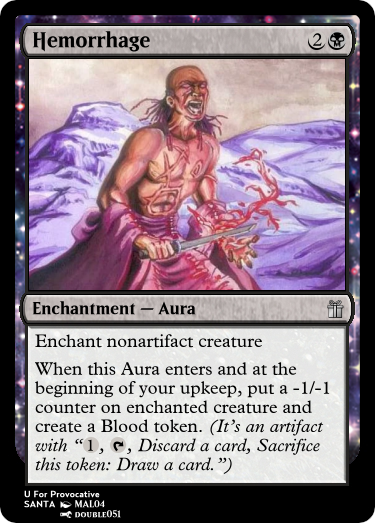 Hemorrhage 2
Enchantment — Aura
Enchant nonartifact creature
When this Aura enters and at the
beginning of your upkeep, put a -1/-1
counter on enchanted creature and
create a Blood token. (It's an artifact
with “1, , Discard a card, Sacrifice
this token: Draw a card.”)
U For Provocative
SANTA MAL04
DOUBLE051